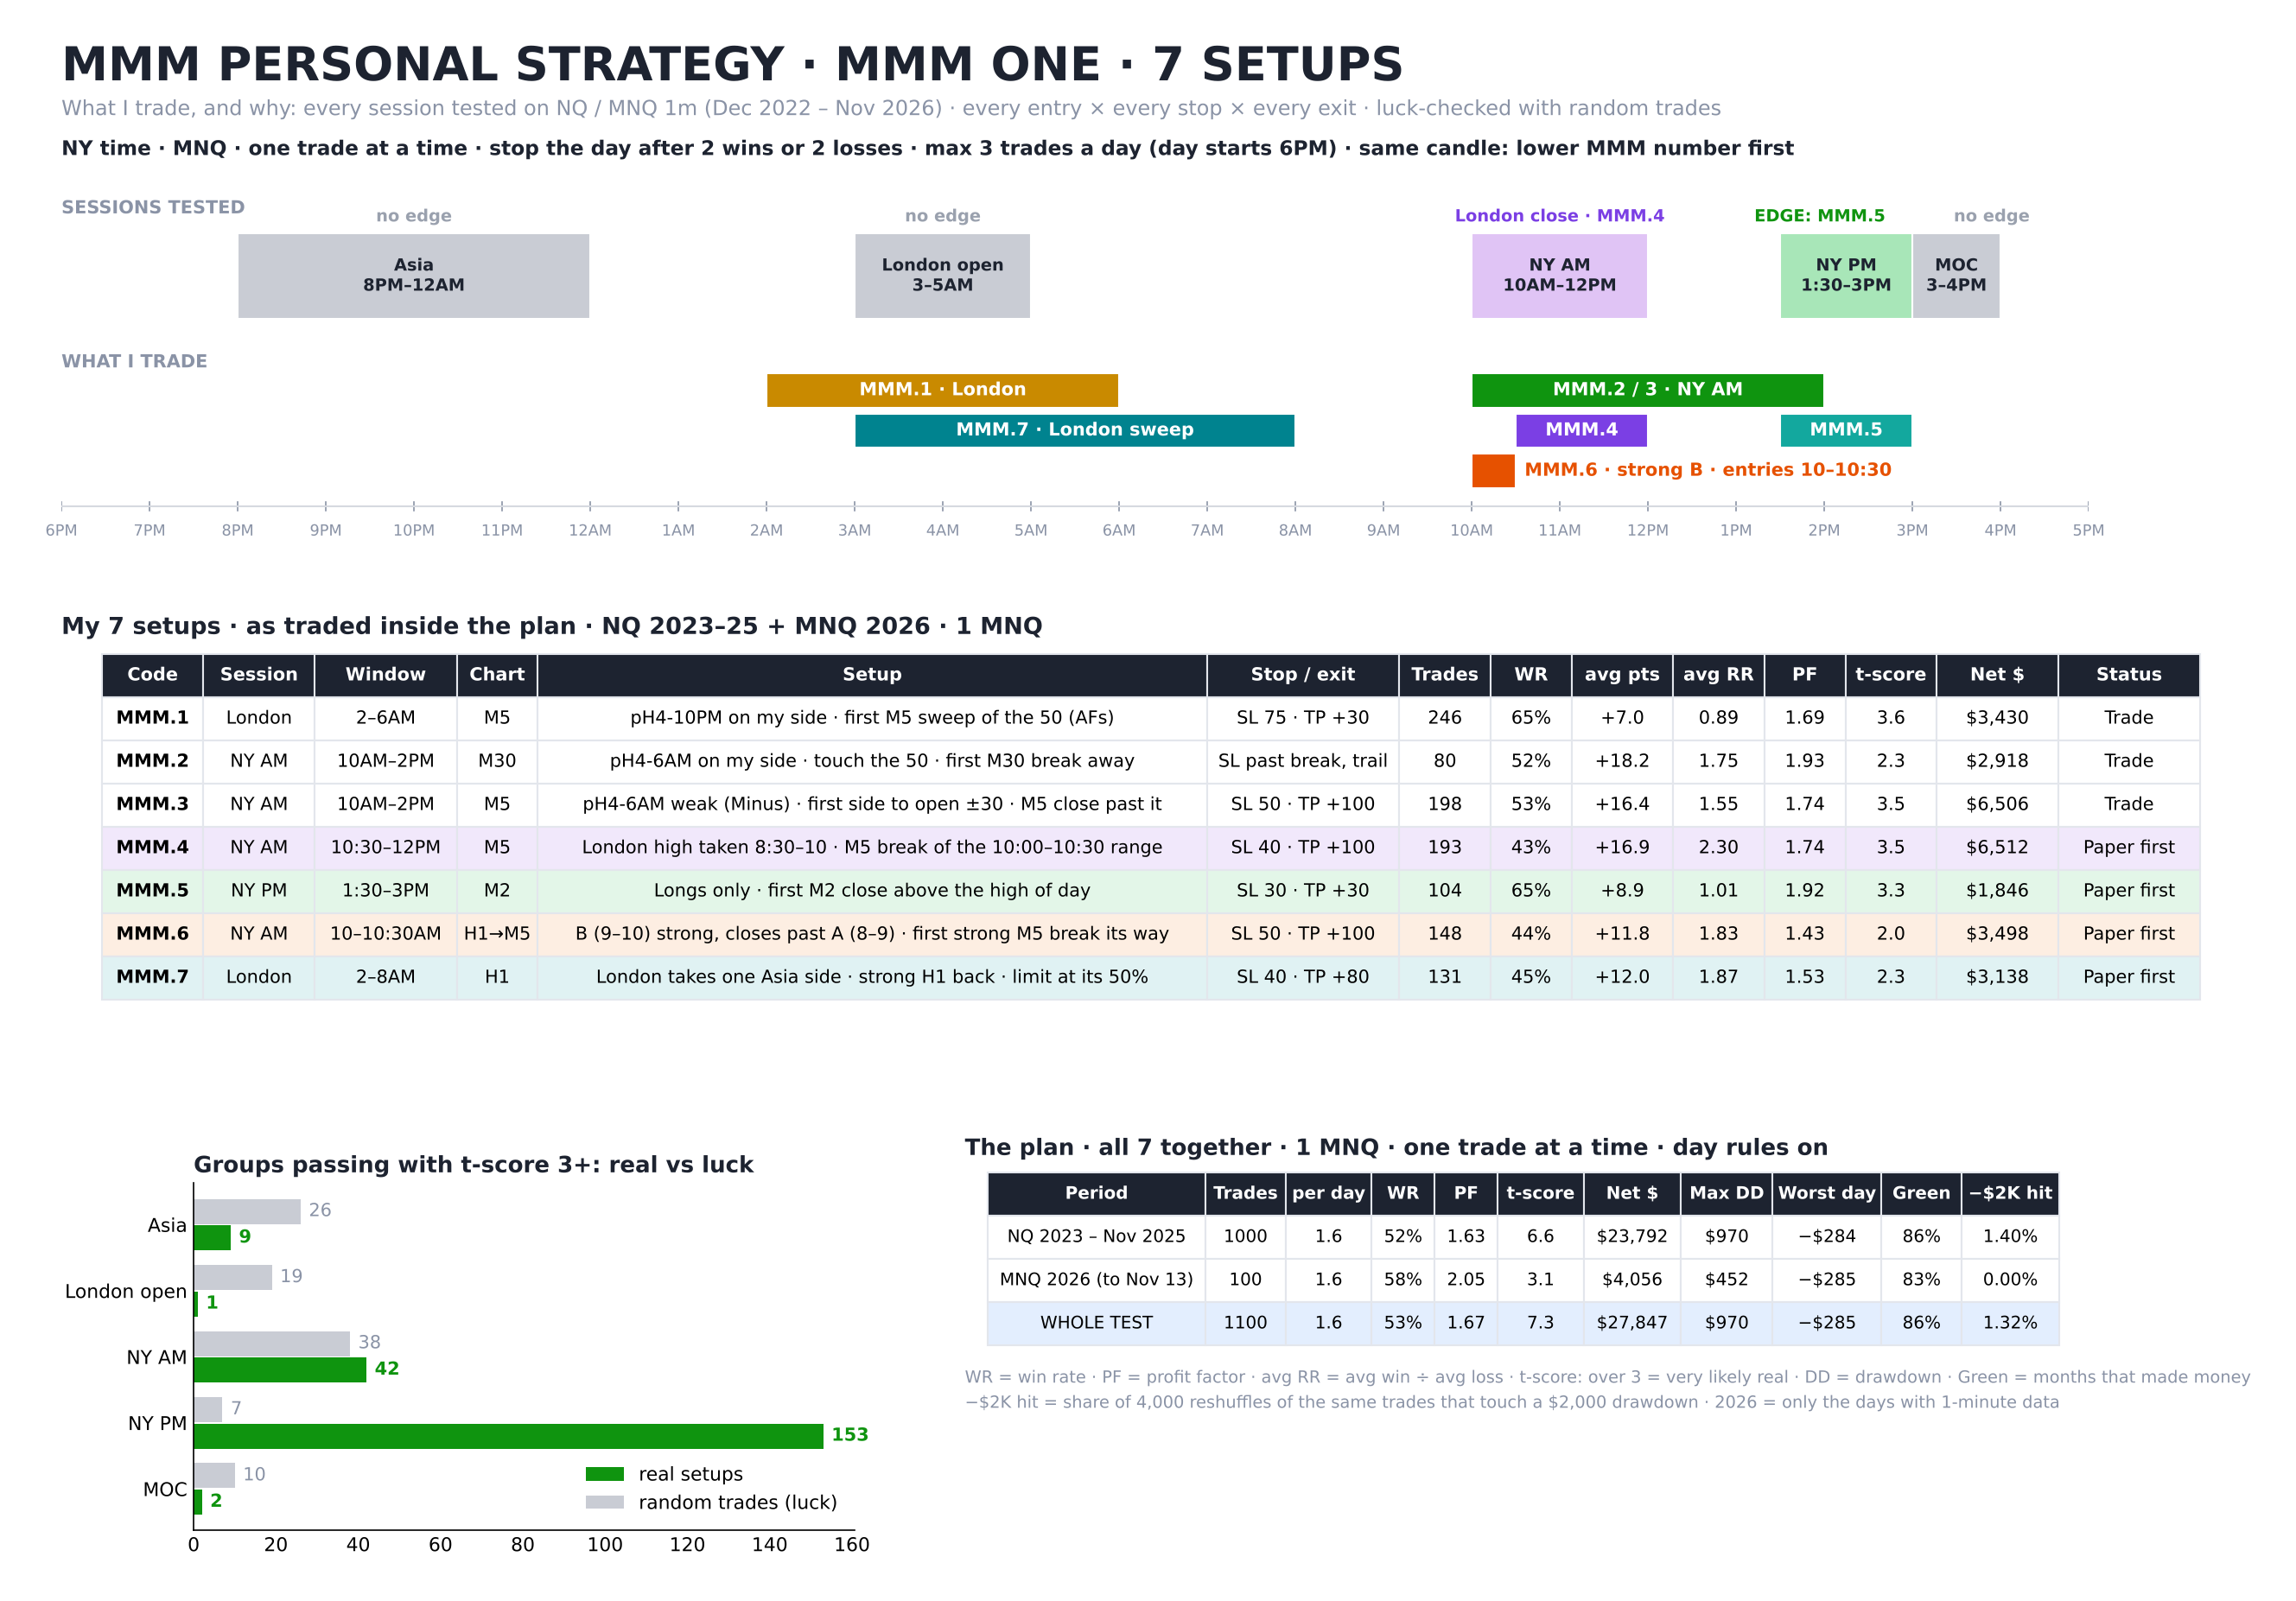 MMM PERSONAL STRATEGY · MMM ONE · 7 SETUPS
What I trade, and why: every session tested on NQ / MNQ 1m (Dec 2022 – Nov 2026) · every entry × every stop × every exit · luck-checked with random trades
NY time · MNQ · one trade at a time · stop the day after 2 wins or 2 losses · max 3 trades a day (day starts 6PM) · same candle: lower MMM number first
SESSIONS TESTED
no edge no edge London close · MMM.4 EDGE: MMM.5 no edge
Asia London open NY AM NY PM MOC
8PM–12AM 3–5AM 10AM–12PM 1:30–3PM 3–4PM
WHAT I TRADE
MMM.1 · London MMM.2 / 3 · NY AM
MMM.7 · London sweep MMM.4 MMM.5
MMM.6 · strong B · entries 10–10:30
6PM 7PM 8PM 9PM 10PM 11PM 12AM 1AM 2AM 3AM 4AM 5AM 6AM 7AM 8AM 9AM 10AM 11AM 12PM 1PM 2PM 3PM 4PM 5PM
My 7 setups · as traded inside the plan · NQ 2023–25 + MNQ 2026 · 1 MNQ
Code Session Window Chart Setup Stop / exit Trades WR avg pts avg RR PF t-score Net $ Status
MMM.1 London 2–6AM M5 pH4-10PM on my side · first M5 sweep of the 50 (AFs) SL 75 · TP +30 246 65% +7.0 0.89 1.69 3.6 $3,430 Trade
MMM.2 NY AM 10AM–2PM M30 pH4-6AM on my side · touch the 50 · first M30 break away SL past break, trail 80 52% +18.2 1.75 1.93 2.3 $2,918 Trade
MMM.3 NY AM 10AM–2PM M5 pH4-6AM weak (Minus) · first side to open ±30 · M5 close past it SL 50 · TP +100 198 53% +16.4 1.55 1.74 3.5 $6,506 Trade
MMM.4 NY AM 10:30–12PM M5 London high taken 8:30–10 · M5 break of the 10:00–10:30 range SL 40 · TP +100 193 43% +16.9 2.30 1.74 3.5 $6,512 Paper first
MMM.5 NY PM 1:30–3PM M2 Longs only · first M2 close above the high of day SL 30 · TP +30 104 65% +8.9 1.01 1.92 3.3 $1,846 Paper first
MMM.6 NY AM 10–10:30AM H1→M5 B (9–10) strong, closes past A (8–9) · first strong M5 break its way SL 50 · TP +100 148 44% +11.8 1.83 1.43 2.0 $3,498 Paper first
MMM.7 London 2–8AM H1 London takes one Asia side · strong H1 back · limit at its 50% SL 40 · TP +80 131 45% +12.0 1.87 1.53 2.3 $3,138 Paper first
Groups passing with t-score 3+: real vs luck
Asia 26 9
London open 19 1
NY AM 38 42
NY PM 7 153
MOC 10 2
real setups
random trades (luck)
0 20 40 60 80 100 120 140 160
The plan · all 7 together · 1 MNQ · one trade at a time · day rules on
Period Trades per day WR PF t-score Net $ Max DD Worst day Green −$2K hit
NQ 2023 – Nov 2025 1000 1.6 52% 1.63 6.6 $23,792 $970 −$284 86% 1.40%
MNQ 2026 (to Nov 13) 100 1.6 58% 2.05 3.1 $4,056 $452 −$285 83% 0.00%
WHOLE TEST 1100 1.6 53% 1.67 7.3 $27,847 $970 −$285 86% 1.32%
WR = win rate · PF = profit factor · avg RR = avg win ÷ avg loss · t-score: over 3 = very likely real · DD = drawdown · Green = months that made money
−$2K hit = share of 4,000 reshuffles of the same trades that touch a $2,000 drawdown · 2026 = only the days with 1-minute data